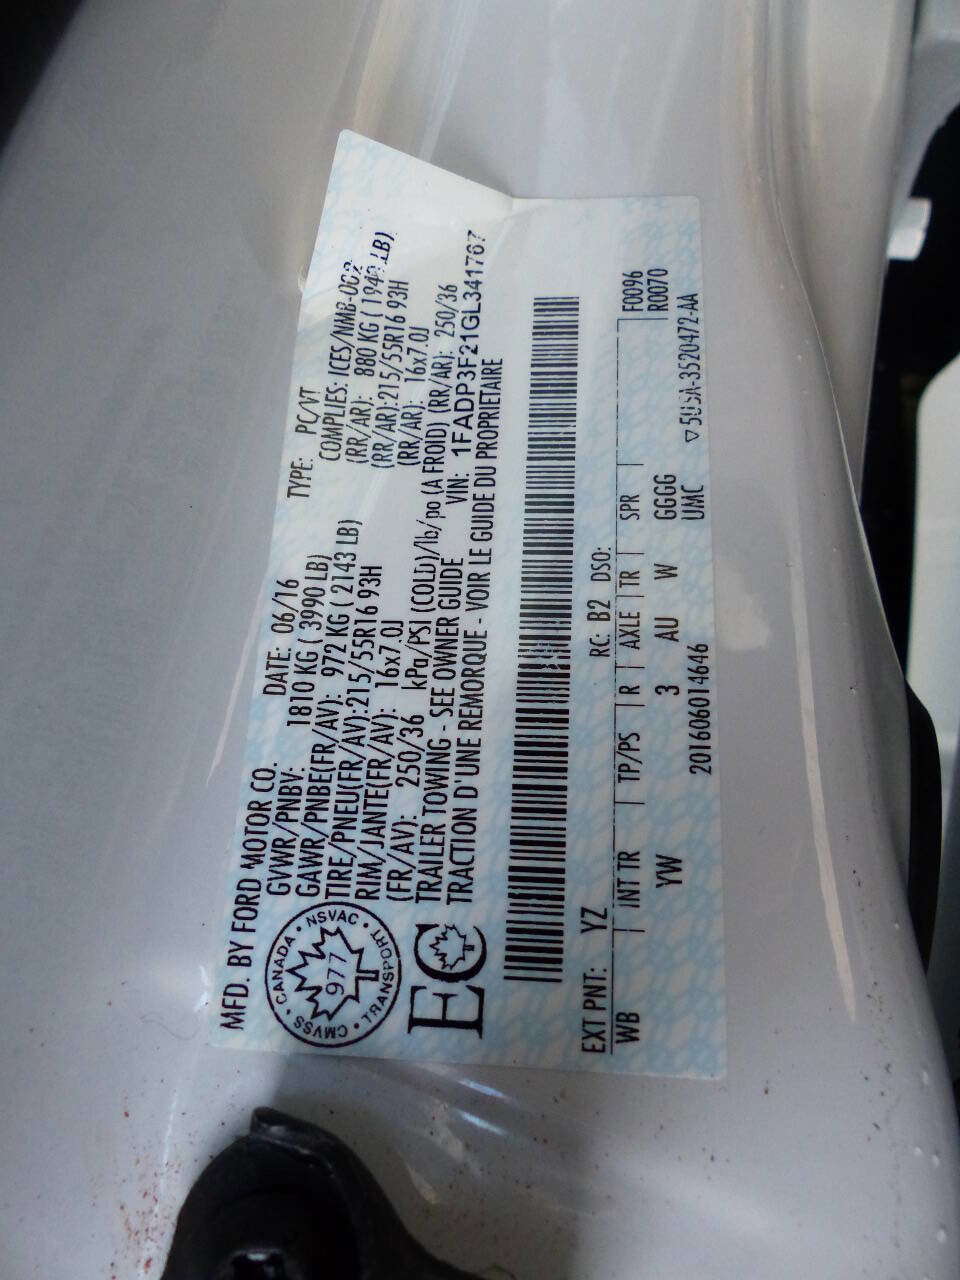 MFD. BY FORD MOTOR CO.
DATE: 06/16 TYPE: PC/VT
GVWR/PNBV: 1810 KG ( 3990 LB) COMPLIES: ICES/NMB-002
GAWR/PNBE(FR/AV): 972 KG ( 2143 LB) (RR/AR): 880 KG ( 1940 LB)
TIRE/PNEU(FR/AV):215/55R16 93H (RR/AR):215/55R16 93H
RIM/JANTE(FR/AV): 16x7.0J (RR/AR): 16x7.0J
(FR/AV): 250/36 kPa/PSI (COLD)/lb/po (A FROID) (RR/AR): 250/36
TRAILER TOWING - SEE OWNER GUIDE VIN: 1FADP3F21GL341767
TRACTION D'UNE REMORQUE - VOIR LE GUIDE DU PROPRIETAIRE
CANADA • NSVAC • TRANSPORT • CMVSS •
977
EC
EXT PNT: YZ RC: B2 DSO:
WB INT TR TP/PS R AXLE TR SPR F0096
YW 3 AU W GGGG R0070
UMC
201606014646 ▽5U5A-3520472-AA